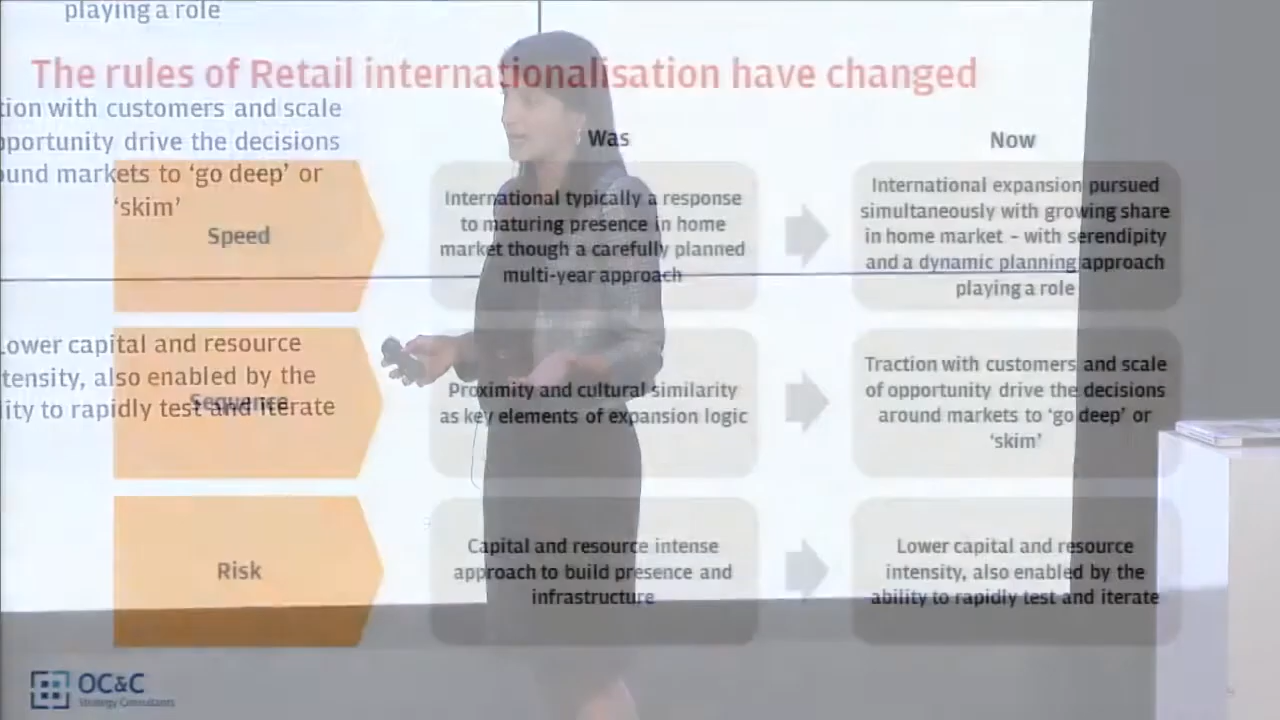 playing a role
The rules of Retail internationalisation have changed
tion with customers and scale
pportunity drive the decisions
ound markets to ‘go deep’ or
‘skim’
Lower capital and resource
tensity, also enabled by the
lity to rapidly test and iterate
Was
Now
Speed
International typically a response
to maturing presence in home
market though a carefully planned
multi-year approach
International expansion pursued
simultaneously with growing share
in home market – with serendipity
and a dynamic planning approach
playing a role
Sequence
Proximity and cultural similarity
as key elements of expansion logic
Traction with customers and scale
of opportunity drive the decisions
around markets to ‘go deep’ or
‘skim’
Risk
Capital and resource intense
approach to build presence and
infrastructure
Lower capital and resource
intensity, also enabled by the
ability to rapidly test and iterate
OC&C
Strategy Consultants